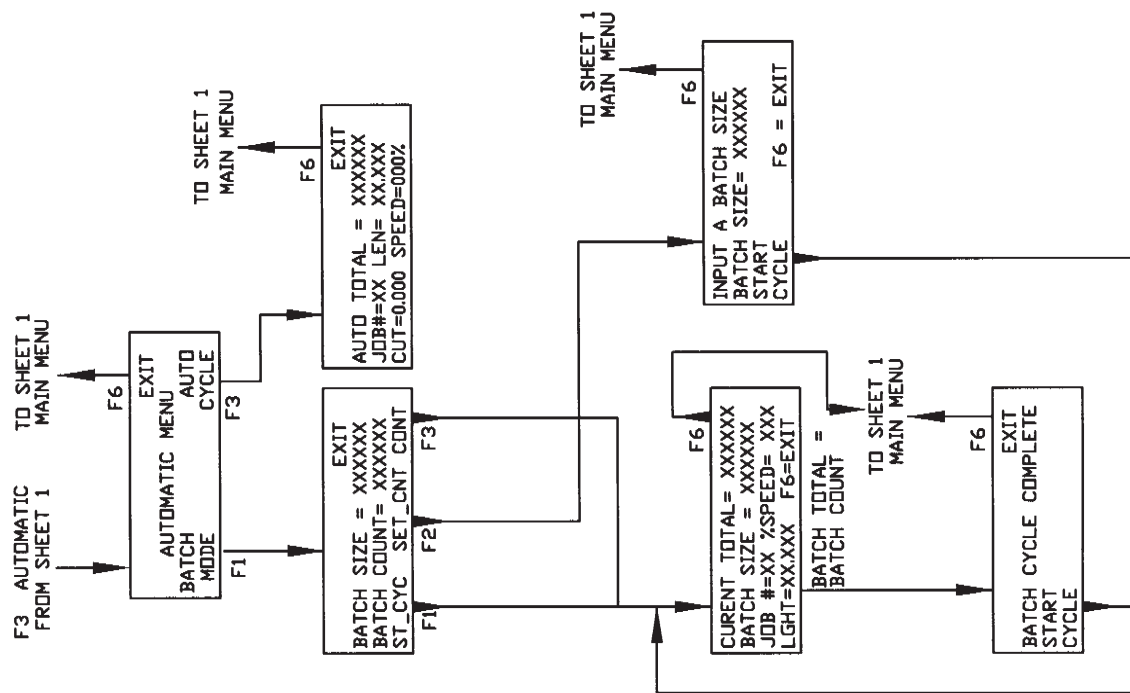 F3 AUTOMATIC
FROM SHEET 1
TO SHEET 1
MAIN MENU
F6
EXIT
AUTOMATIC MENU
BATCH AUTO
MODE CYCLE
F1
F3
TO SHEET 1
MAIN MENU
F6
EXIT
BATCH SIZE = XXXXXX
BATCH COUNT= XXXXXX
ST_CYC SET_CNT CONT
F1
F2
F3
EXIT
AUTO TOTAL = XXXXXX
JOB#=XX LEN= XX.XXX
CUT=0.000 SPEED=000%
TO SHEET 1
MAIN MENU
F6
F6
CURENT TOTAL= XXXXXX
BATCH SIZE = XXXXXX
JOB #=XX %SPEED= XXX
LGHT=XX.XXX F6=EXIT
BATCH TOTAL =
BATCH COUNT
INPUT A BATCH SIZE
BATCH SIZE= XXXXXX
START
CYCLE F6 = EXIT
TO SHEET 1
MAIN MENU
F6
EXIT
BATCH CYCLE COMPLETE
START
CYCLE